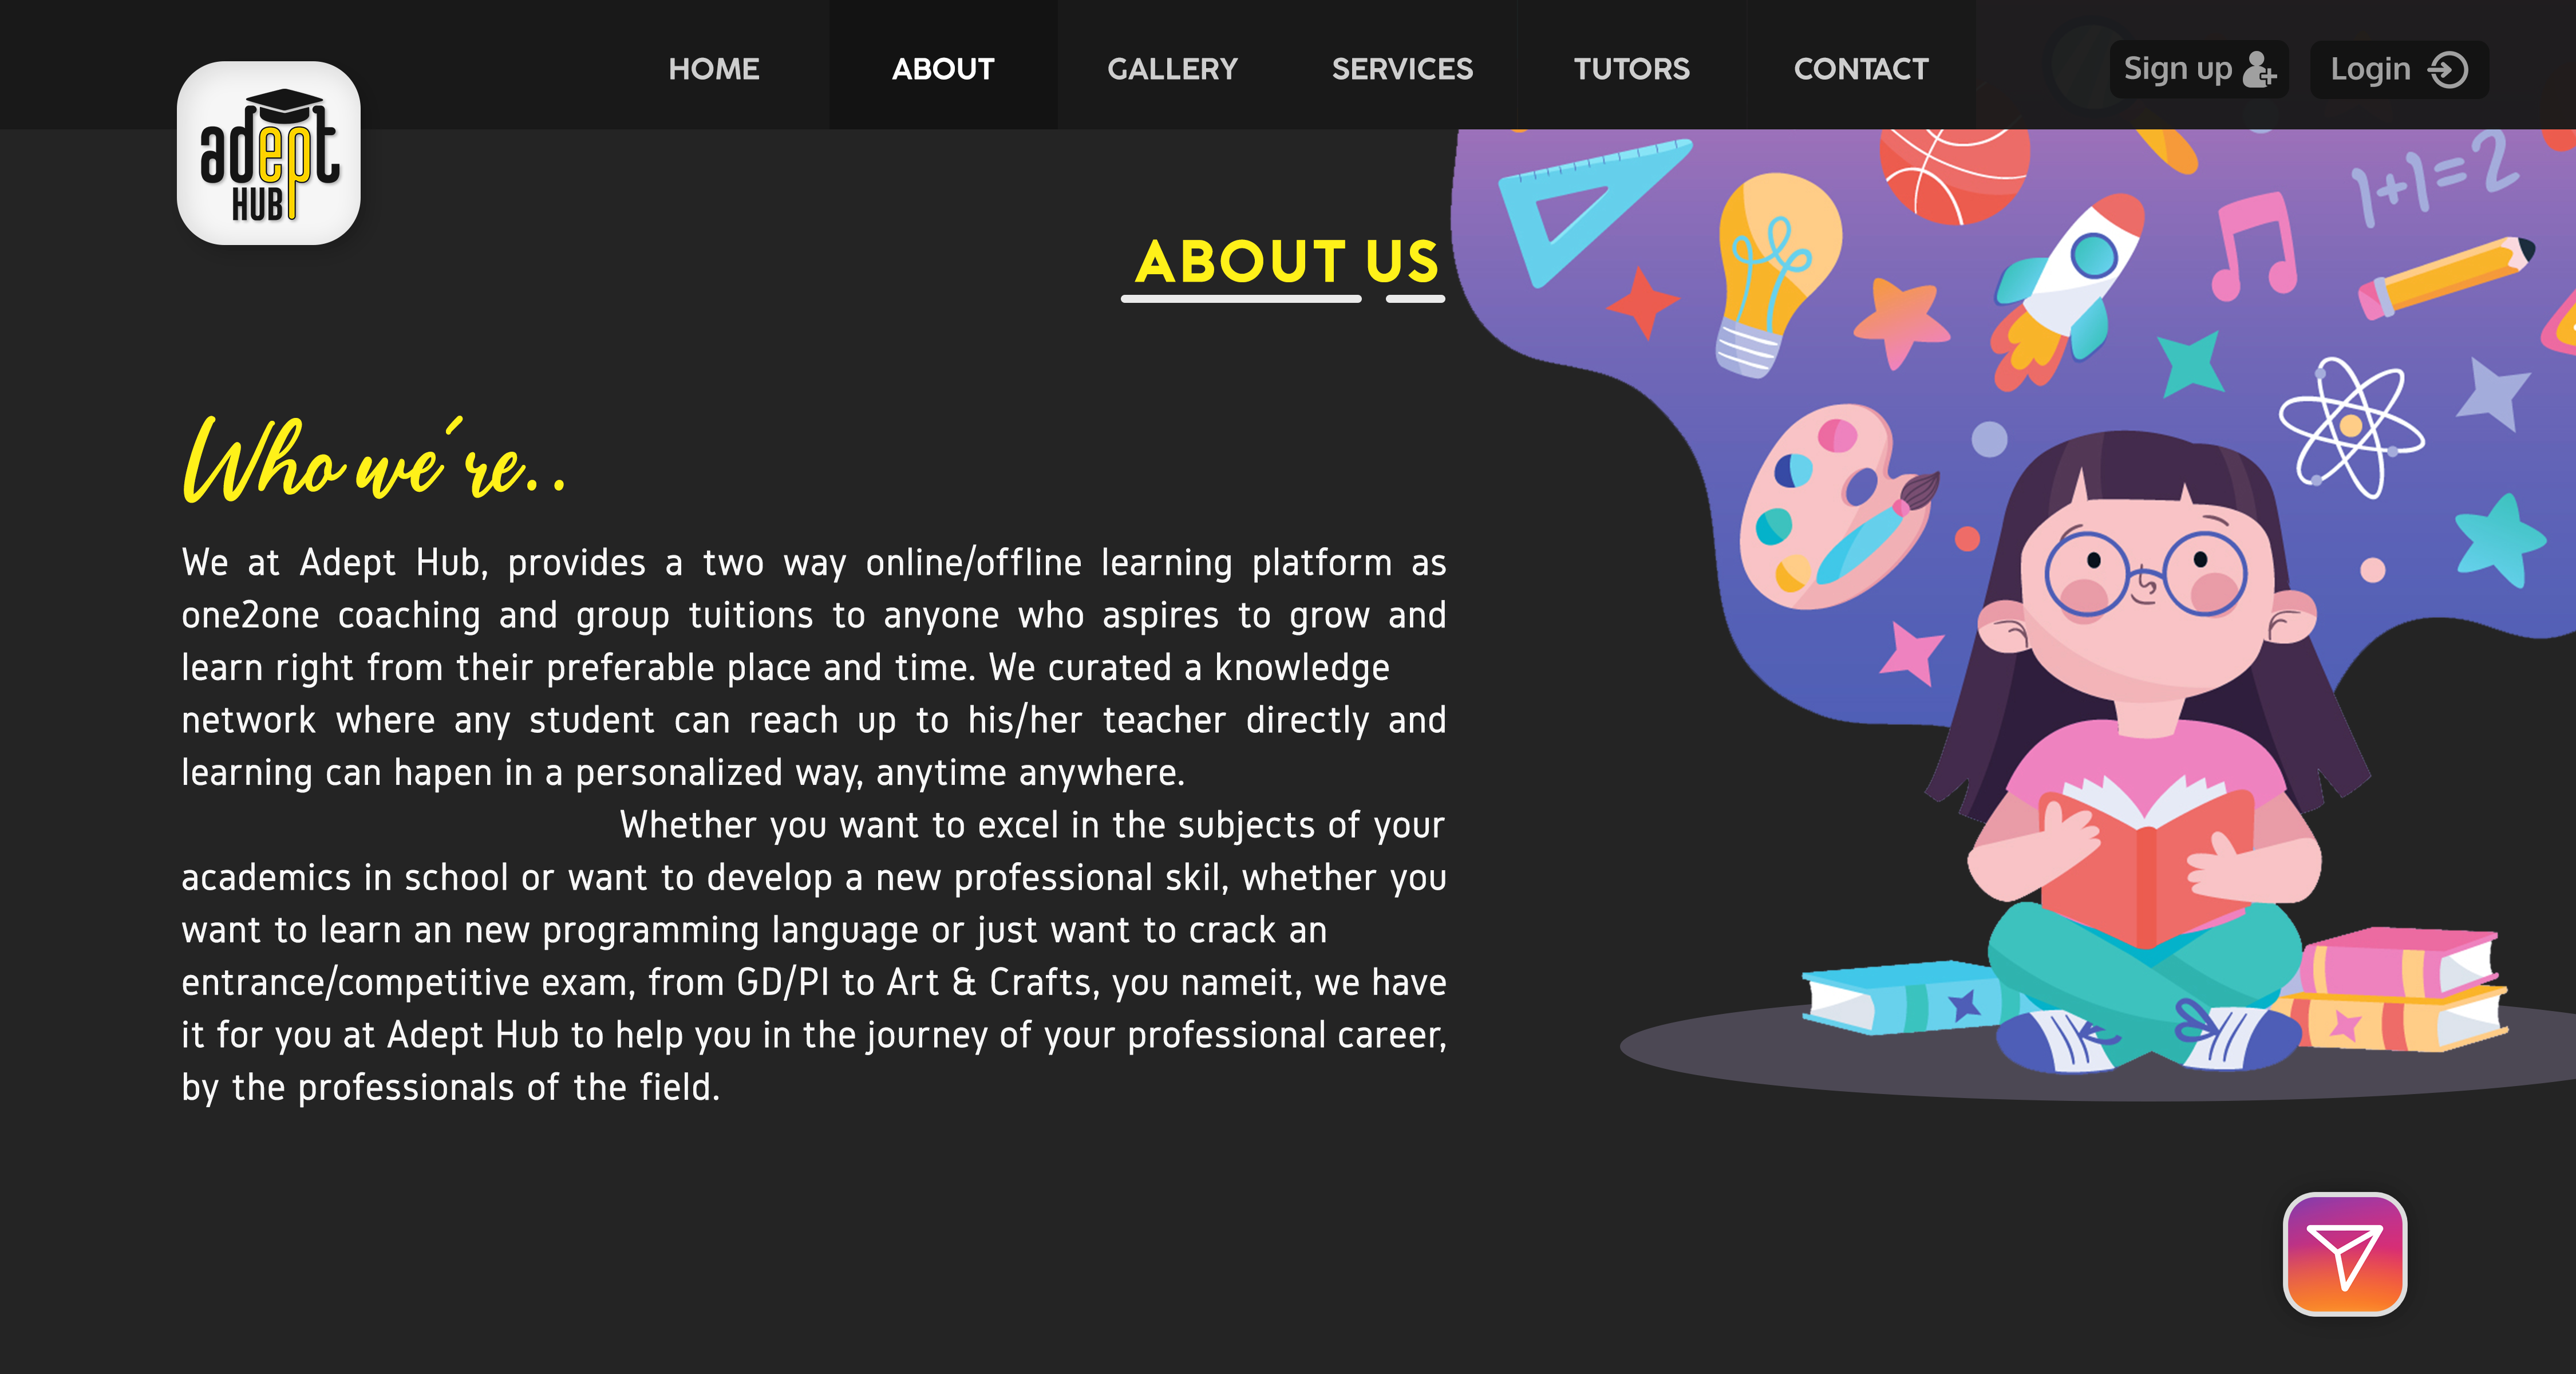 HOME ABOUT GALLERY SERVICES TUTORS CONTACT Sign up Login
adept
HUB
ABOUT US
1+1=2
Who we're..
We at Adept Hub, provides a two way online/offline learning platform as
one2one coaching and group tuitions to anyone who aspires to grow and
learn right from their preferable place and time. We curated a knowledge
network where any student can reach up to his/her teacher directly and
learning can hapen in a personalized way, anytime anywhere.
Whether you want to excel in the subjects of your
academics in school or want to develop a new professional skil, whether you
want to learn an new programming language or just want to crack an
entrance/competitive exam, from GD/PI to Art & Crafts, you nameit, we have
it for you at Adept Hub to help you in the journey of your professional career,
by the professionals of the field.